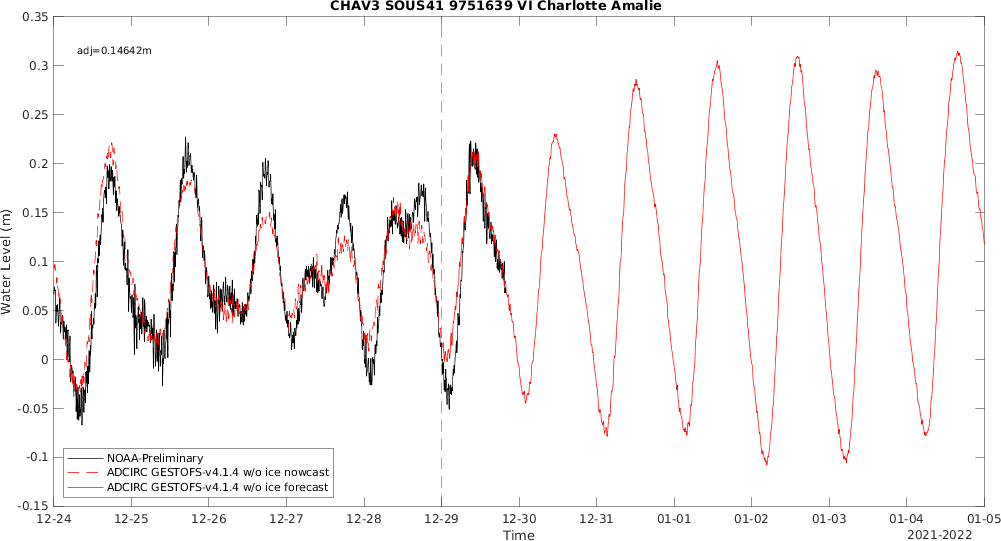 CHAV3 SOUS41 9751639 VI Charlotte Amalie
0.35
adj=0.14642m
0.3
0.25
0.2
0.15
0.1
0.05
0
-0.05
-0.1
-0.15
Water Level (m)
NOAA-Preliminary
ADCIRC GESTOFS-v4.1.4 w/o ice nowcast
ADCIRC GESTOFS-v4.1.4 w/o ice forecast
12-24 12-25 12-26 12-27 12-28 12-29 12-30 12-31 01-01 01-02 01-03 01-04 01-05
Time
2021-2022